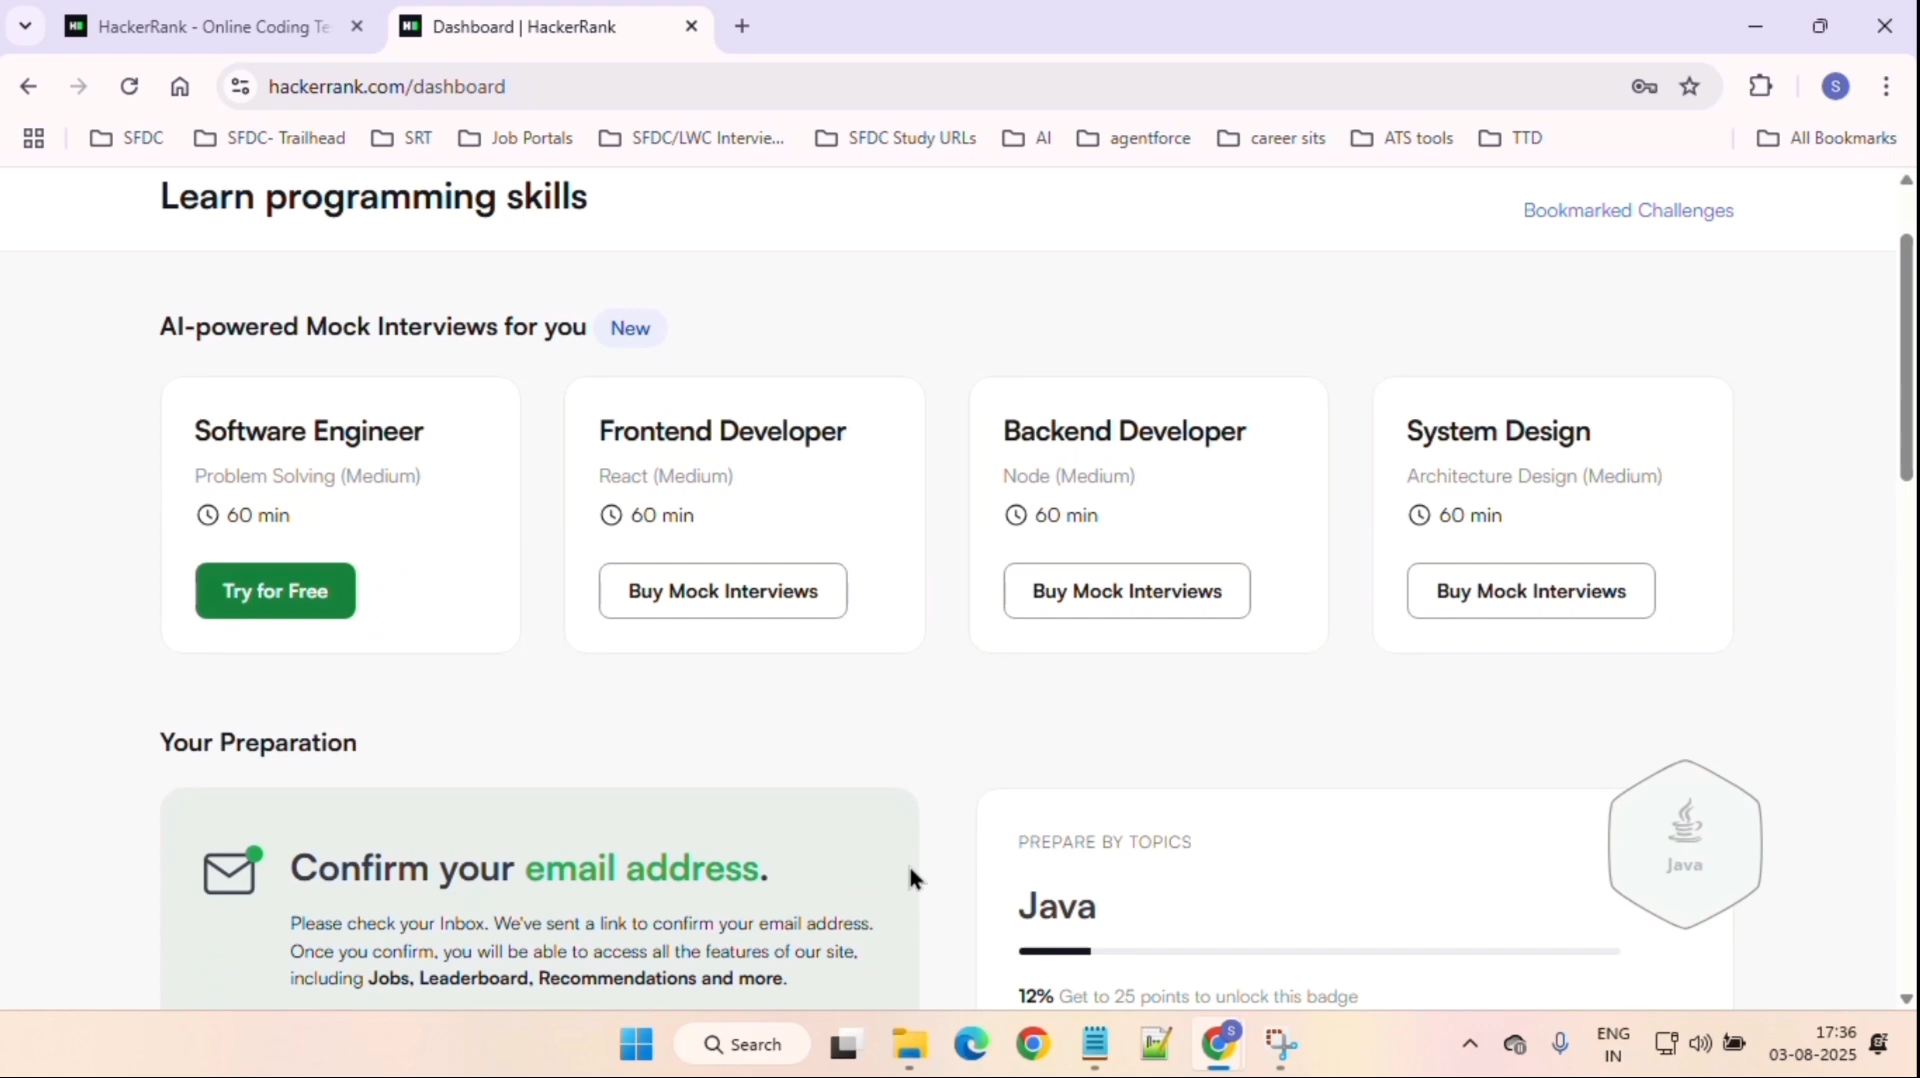 HackerRank - Online Coding Te
Dashboard | HackerRank
hackerrank.com/dashboard
S
SFDC
SFDC- Trailhead
SRT
Job Portals
SFDC/LWC Intervie...
SFDC Study URLs
AI
agentforce
career sits
ATS tools
TTD
All Bookmarks
Learn programming skills
Bookmarked Challenges
AI-powered Mock Interviews for you
New
Software Engineer
Problem Solving (Medium)
60 min
Try for Free
Frontend Developer
React (Medium)
60 min
Buy Mock Interviews
Backend Developer
Node (Medium)
60 min
Buy Mock Interviews
System Design
Architecture Design (Medium)
60 min
Buy Mock Interviews
Your Preparation
Confirm your email address.
Please check your Inbox. We've sent a link to confirm your email address.
Once you confirm, you will be able to access all the features of our site,
including Jobs, Leaderboard, Recommendations and more.
PREPARE BY TOPICS
Java
Java
12% Get to 25 points to unlock this badge
Search
S
ENG
IN
17:36
03-08-2025